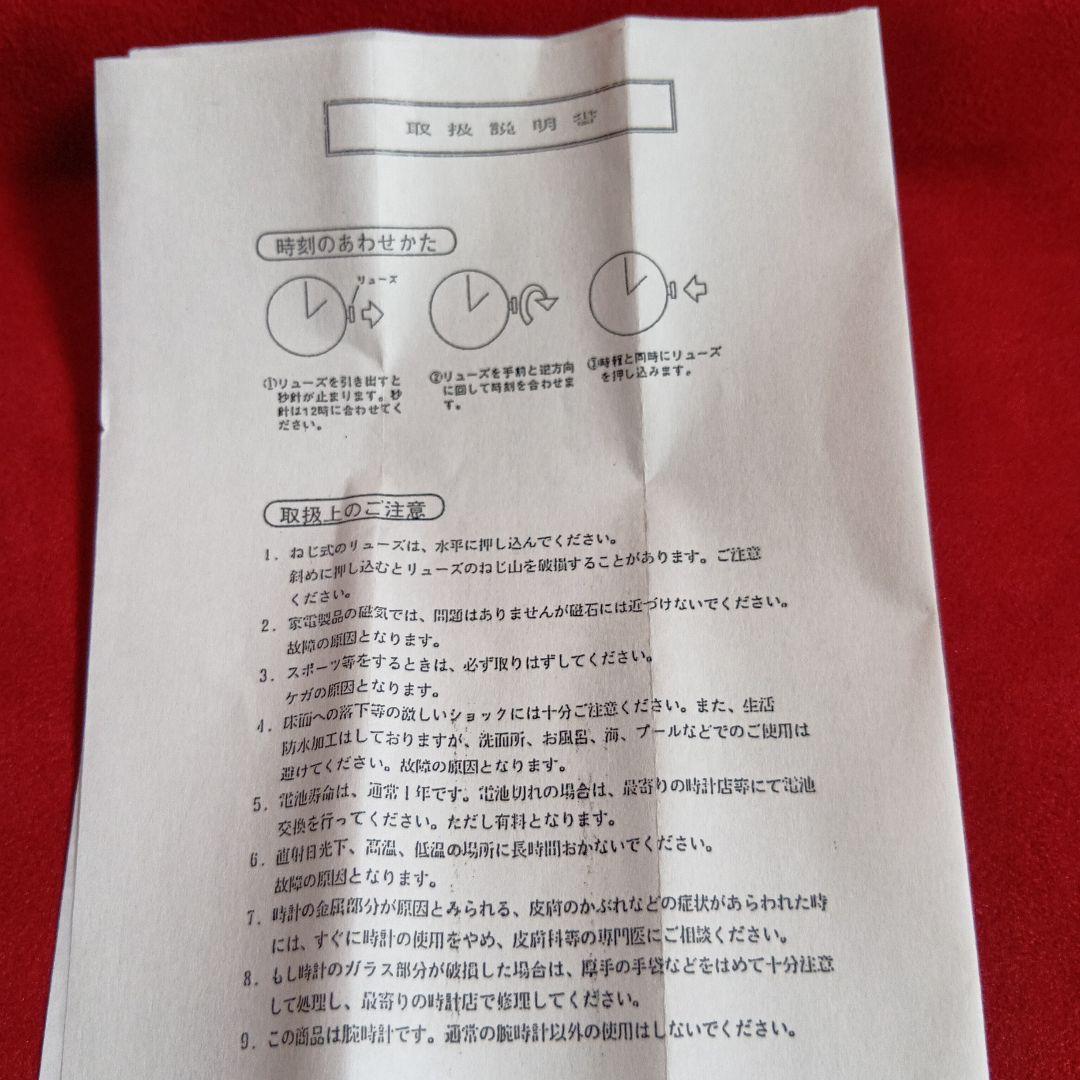 取扱説明書
時刻のあわせかた
リューズ
①リューズを引き出すと
秒針が止まります。秒
針は12時に合わせてく
ださい。
②リューズを手前と逆方向
に回して時刻を合わせま
す。
③時報と同時にリューズ
を押し込みます。
取扱上のご注意
1. ねじ式のリューズは、水平に押し込んでください。
斜めに押し込むとリューズのねじ山を破損することがあります。ご注意
ください。
2. 家電製品の磁気では、問題はありませんが磁石には近づけないでください。
故障の原因となります。
3. スポーツ等をするときは、必ず取りはずしてください。
ケガの原因となります。
4. 床面への落下等の激しいショックには十分ご注意ください。また、生活
防水加工はしておりますが、洗面所、お風呂、海、プールなどでのご使用は
避けてください。故障の原因となります。
5. 電池寿命は、通常1年です。電池切れの場合は、最寄りの時計店等にて電池
交換を行ってください。ただし有料となります。
6. 直射日光下、高温、低温の場所に長時間おかないでください。
故障の原因となります。
7. 時計の金属部分が原因とみられる、皮膚のかぶれなどの症状があらわれた時
には、すぐに時計の使用をやめ、皮膚科等の専門医にご相談ください。
8. もし時計のガラス部分が破損した場合は、厚手の手袋などをはめて十分注意
して処理し、最寄りの時計店で修理してください。
9. この商品は腕時計です。通常の腕時計以外の使用はしないでください。